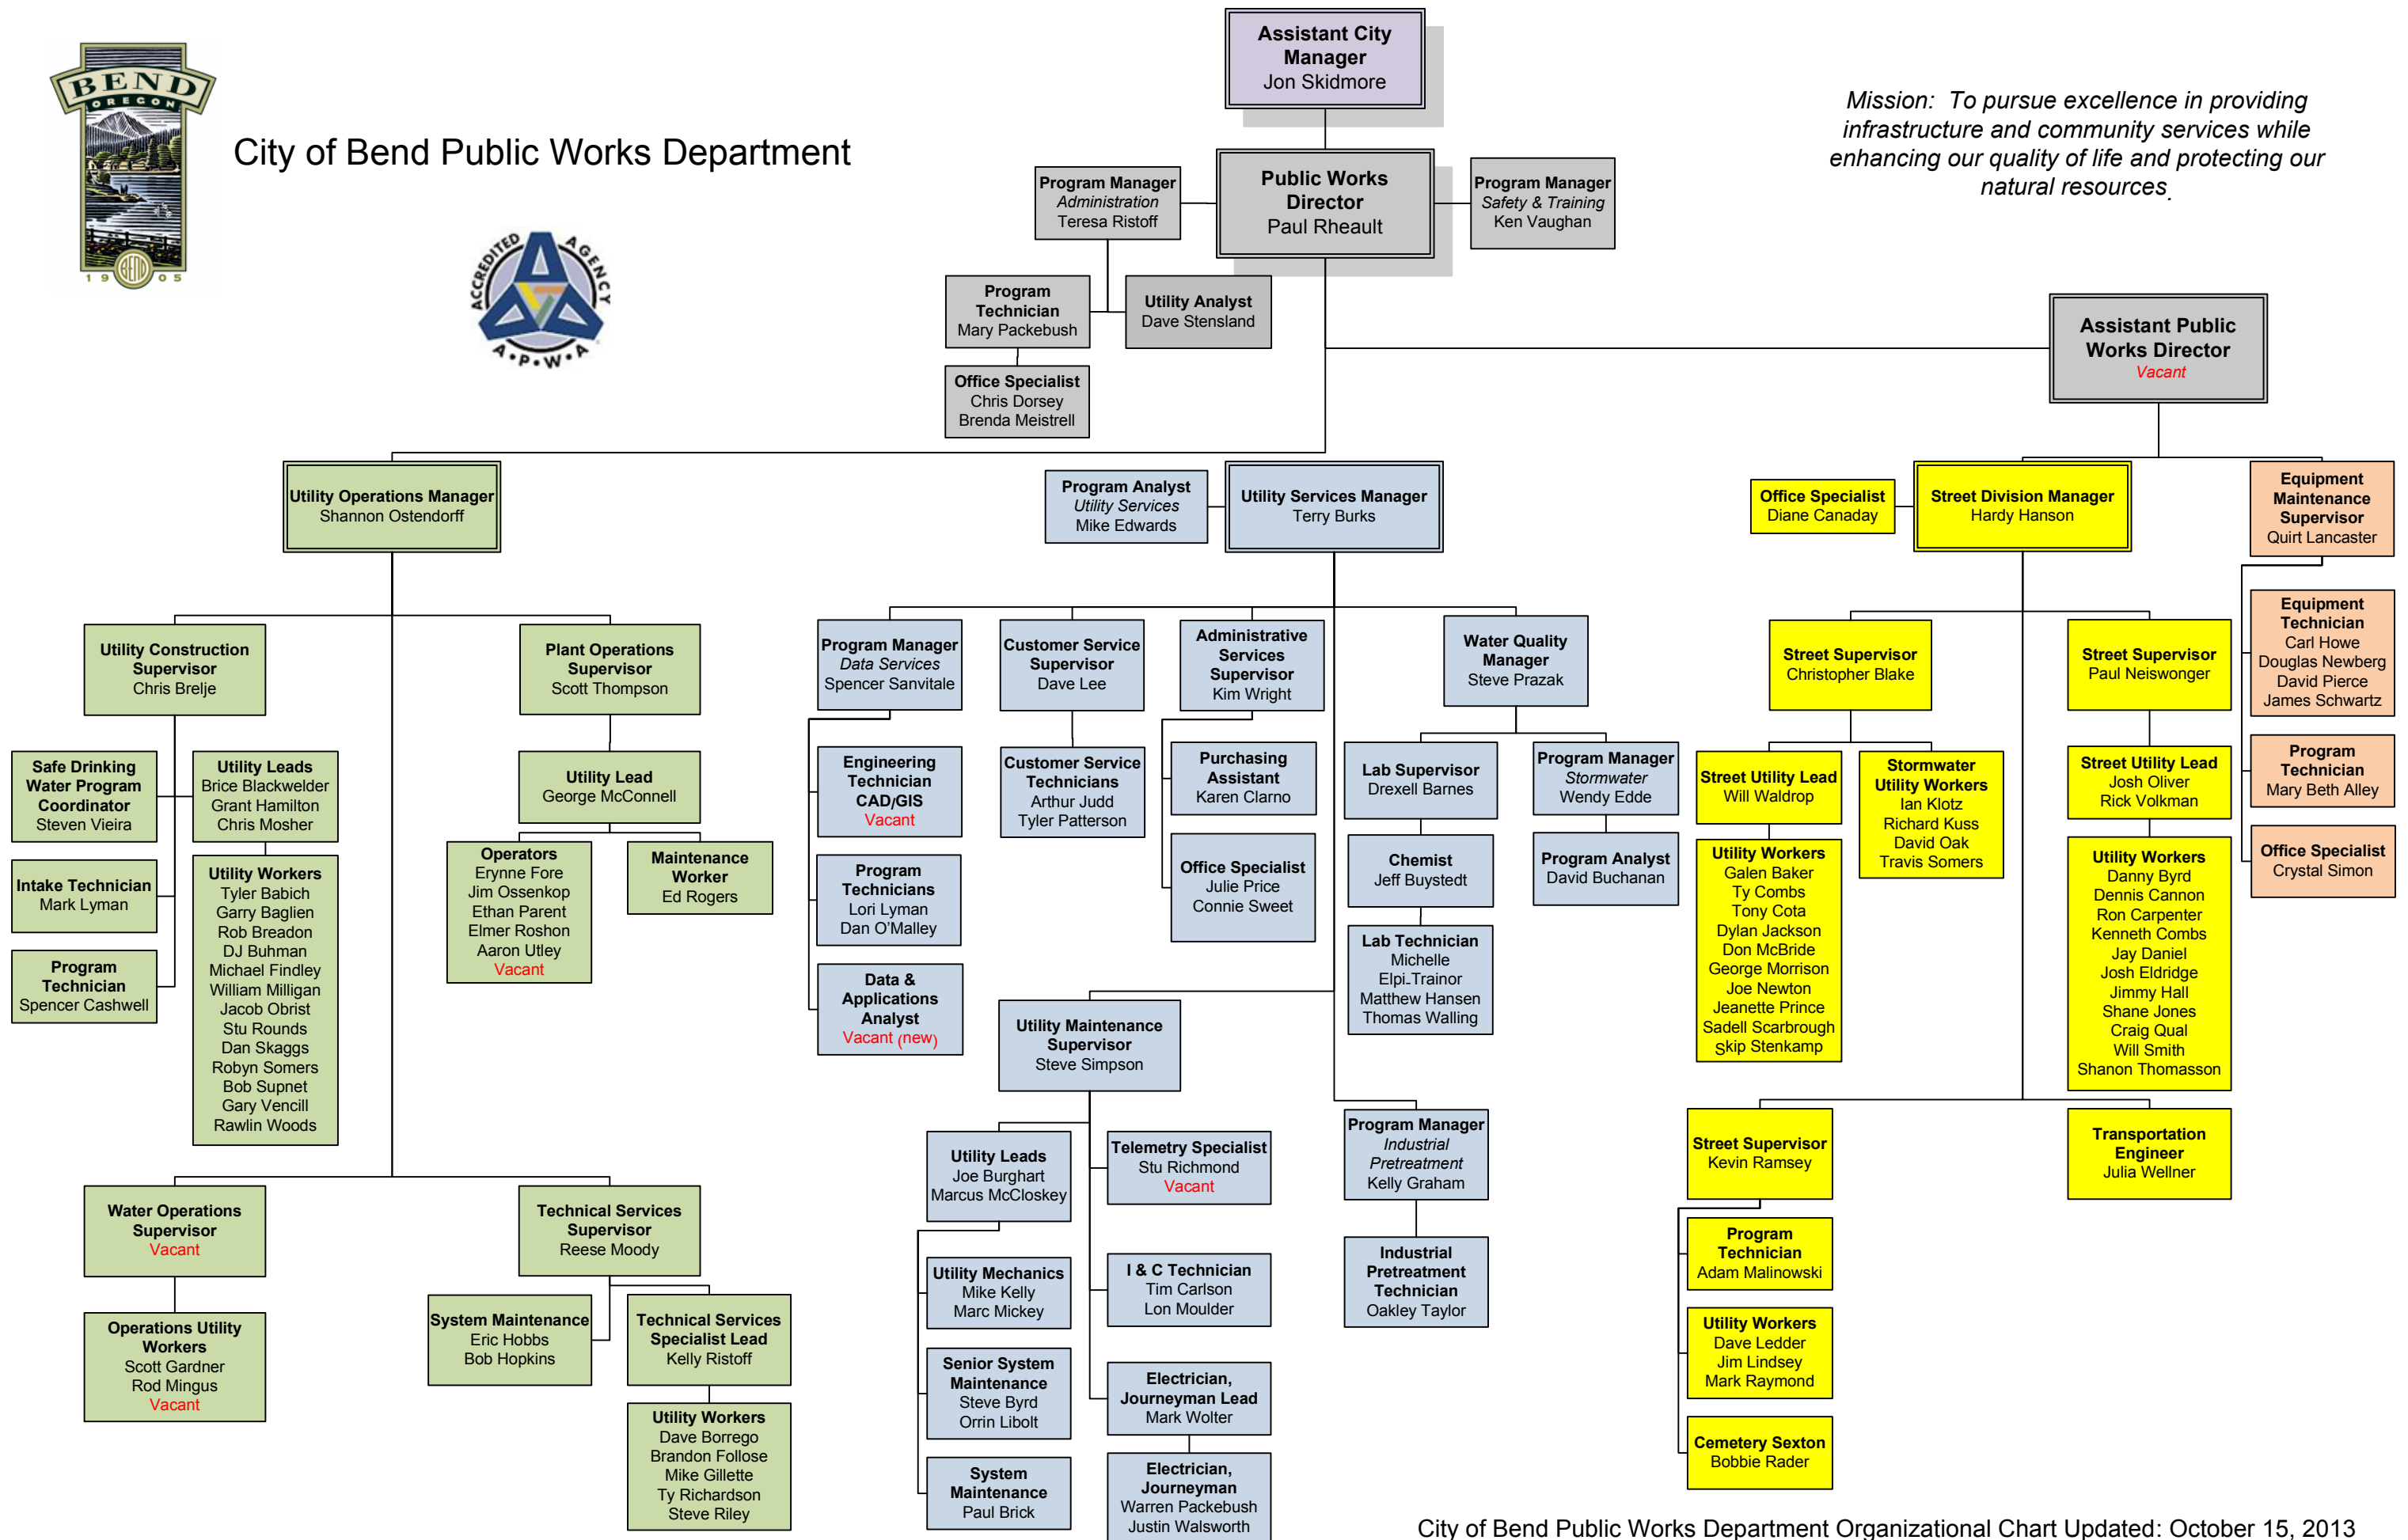 Assistant City
Manager
Jon Skidmore
BEND
OREGON
1905
BEND
City of Bend Public Works Department
ACCREDITED AGENCY
A•P•W•A
Mission: To pursue excellence in providing
infrastructure and community services while
enhancing our quality of life and protecting our
natural resources.
Program Manager
Administration
Teresa Ristoff
Public Works
Director
Paul Rheault
Program Manager
Safety & Training
Ken Vaughan
Program
Technician
Mary Packebush
Utility Analyst
Dave Stensland
Office Specialist
Chris Dorsey
Brenda Meistrell
Assistant Public
Works Director
Vacant
Utility Operations Manager
Shannon Ostendorff
Program Analyst
Utility Services
Mike Edwards
Utility Services Manager
Terry Burks
Office Specialist
Diane Canaday
Street Division Manager
Hardy Hanson
Equipment
Maintenance
Supervisor
Quirt Lancaster
Utility Construction
Supervisor
Chris Brelje
Plant Operations
Supervisor
Scott Thompson
Safe Drinking
Water Program
Coordinator
Steven Vieira
Utility Leads
Brice Blackwelder
Grant Hamilton
Chris Mosher
Intake Technician
Mark Lyman
Program
Technician
Spencer Cashwell
Utility Workers
Tyler Babich
Garry Baglien
Rob Breadon
DJ Buhman
Michael Findley
William Milligan
Jacob Obrist
Stu Rounds
Dan Skaggs
Robyn Somers
Bob Supnet
Gary Vencill
Rawlin Woods
Utility Lead
George McConnell
Operators
Erynne Fore
Jim Ossenkop
Ethan Parent
Elmer Roshon
Aaron Utley
Vacant
Maintenance
Worker
Ed Rogers
Water Operations
Supervisor
Vacant
Operations Utility
Workers
Scott Gardner
Rod Mingus
Vacant
Technical Services
Supervisor
Reese Moody
System Maintenance
Eric Hobbs
Bob Hopkins
Technical Services
Specialist Lead
Kelly Ristoff
Utility Workers
Dave Borrego
Brandon Follose
Mike Gillette
Ty Richardson
Steve Riley
Program Manager
Data Services
Spencer Sanvitale
Engineering
Technician
CAD/GIS
Vacant
Program
Technicians
Lori Lyman
Dan O'Malley
Data &
Applications
Analyst
Vacant (new)
Customer Service
Supervisor
Dave Lee
Customer Service
Technicians
Arthur Judd
Tyler Patterson
Administrative
Services
Supervisor
Kim Wright
Purchasing
Assistant
Karen Clarno
Office Specialist
Julie Price
Connie Sweet
Water Quality
Manager
Steve Prazak
Lab Supervisor
Drexell Barnes
Chemist
Jeff Buystedt
Lab Technician
Michelle
Elpi-Trainor
Matthew Hansen
Thomas Walling
Program Manager
Stormwater
Wendy Edde
Program Analyst
David Buchanan
Utility Maintenance
Supervisor
Steve Simpson
Utility Leads
Joe Burghart
Marcus McCloskey
Utility Mechanics
Mike Kelly
Marc Mickey
Senior System
Maintenance
Steve Byrd
Orrin Libolt
System
Maintenance
Paul Brick
Telemetry Specialist
Stu Richmond
Vacant
I & C Technician
Tim Carlson
Lon Moulder
Electrician,
Journeyman Lead
Mark Wolter
Electrician,
Journeyman
Warren Packebush
Justin Walsworth
Program Manager
Industrial
Pretreatment
Kelly Graham
Industrial
Pretreatment
Technician
Oakley Taylor
Street Supervisor
Christopher Blake
Street Utility Lead
Will Waldrop
Utility Workers
Galen Baker
Ty Combs
Tony Cota
Dylan Jackson
Don McBride
George Morrison
Joe Newton
Jeanette Prince
Sadell Scarbrough
Skip Stenkamp
Stormwater
Utility Workers
Ian Klotz
Richard Kuss
David Oak
Travis Somers
Street Supervisor
Paul Neiswonger
Street Utility Lead
Josh Oliver
Rick Volkman
Utility Workers
Danny Byrd
Dennis Cannon
Ron Carpenter
Kenneth Combs
Jay Daniel
Josh Eldridge
Jimmy Hall
Shane Jones
Craig Qual
Will Smith
Shanon Thomasson
Equipment
Technician
Carl Howe
Douglas Newberg
David Pierce
James Schwartz
Program
Technician
Mary Beth Alley
Office Specialist
Crystal Simon
Street Supervisor
Kevin Ramsey
Program
Technician
Adam Malinowski
Utility Workers
Dave Ledder
Jim Lindsey
Mark Raymond
Cemetery Sexton
Bobbie Rader
Transportation
Engineer
Julia Wellner
City of Bend Public Works Department Organizational Chart Updated: October 15, 2013